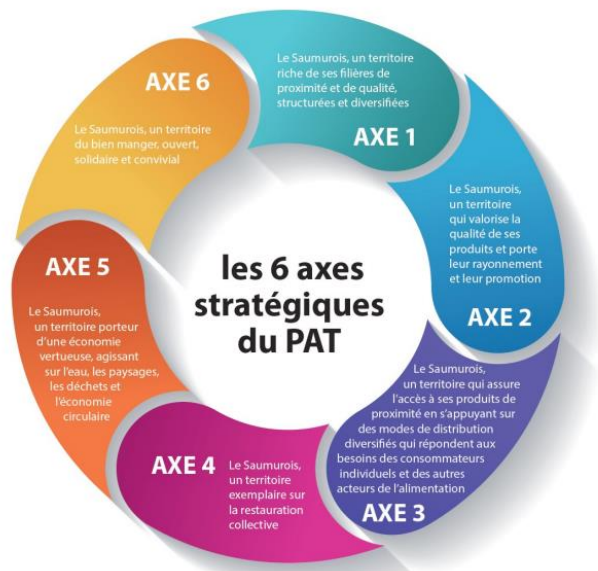 les 6 axes
stratégiques
du PAT
Le Saumurois, un territoire
riche de ses filières de
proximité et de qualité,
structurées et diversifiées
AXE 1
Le Saumurois,
un territoire
qui valorise la
qualité de ses
produits et porte
leur rayonnement
et leur promotion
AXE 2
Le Saumurois,
un territoire qui assure
l'accès à ses produits de
proximité en s'appuyant sur
des modes de distribution
diversifiés qui répondent aux
besoins des consommateurs
individuels et des autres
acteurs de l'alimentation
AXE 3
AXE 4
Le Saumurois,
un territoire
exemplaire sur
la restauration
collective
AXE 5
Le Saumurois,
un territoire porteur
d'une économie
vertueuse, agissant
sur l'eau, les paysages,
les déchets et
l'économie
circulaire
AXE 6
Le Saumurois, un territoire
du bien manger, ouvert,
solidaire et convivial